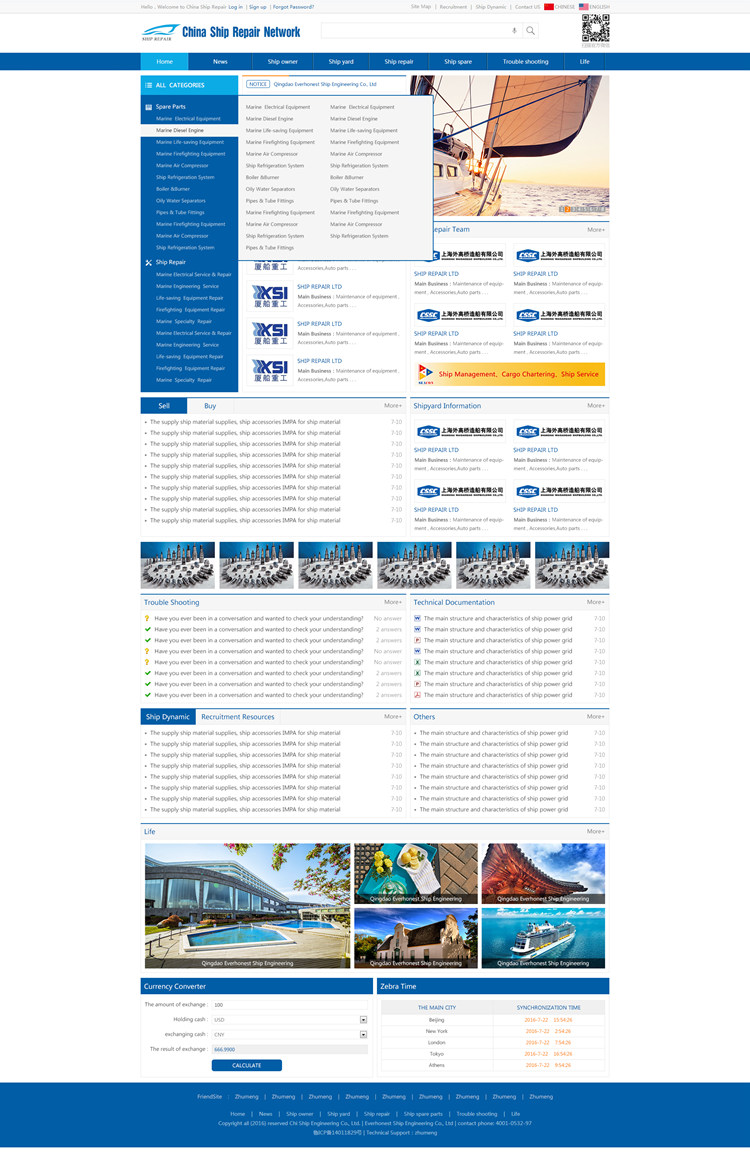 Hello , Welcome to China Ship Repair Log in | Sign up | Forgot Password?
Site Map | Recruitment | Ship Dynamic | Contact US CHINESE ENGLISH
SHIP REPAIR
China Ship Repair Network
Home News Ship owner Ship yard Ship repair Ship spare Trouble shooting Life
ALL CATEGORIES
Spare Parts
Marine Electrical Equipment
Marine Diesel Engine
Marine Life-saving Equipment
Marine Firefighting Equipment
Marine Air Compressor
Ship Refrigeration System
Boiler &Burner
Oily Water Separators
Pipes & Tube Fittings
Marine Firefighting Equipment
Marine Air Compressor
Ship Refrigeration System
Ship Repair
Marine Electrical Service & Repair
Marine Engineering Service
Life-saving Equipment Repait
Firefighting Equipment Repair
Marine Specialty Repair
Marine Electrical Service & Repair
Marine Engineering Service
Life-saving Equipment Repait
Firefighting Equipment Repair
Marine Specialty Repair
NOTICE Qingdao Everhonest Ship Engineering Co., Ltd
Marine Electrical Equipment Marine Electrical Equipment
Marine Diesel Engine Marine Diesel Engine
Marine Life-saving Equipment Marine Life-saving Equipment
Marine Firefighting Equipment Marine Firefighting Equipment
Marine Air Compressor Marine Air Compressor
Ship Refrigeration System Ship Refrigeration System
Boiler &Burner Boiler &Burner
Oily Water Separators Oily Water Separators
Pipes & Tube Fittings Pipes & Tube Fittings
Marine Firefighting Equipment Marine Firefighting Equipment
Marine Air Compressor Marine Air Compressor
Ship Refrigeration System Ship Refrigeration System
Pipes & Tube Fittings
厦船重工
Accessories,Auto parts . . .
KSI
厦船重工
SHIP REPAIR LTD
Main Business : Maintenance of equipment ,
Accessories,Auto parts . . .
KSI
厦船重工
SHIP REPAIR LTD
Main Business : Maintenance of equipment ,
Accessories,Auto parts . . .
KSI
厦船重工
SHIP REPAIR LTD
Main Business : Maintenance of equipment ,
Accessories,Auto parts . . .
Repair Team More+
上海外高桥造船有限公司 CSSC 上海外高桥造船有限公司
SHIP REPAIR LTD SHIP REPAIR LTD
Main Business : Maintenance of equip- Main Business : Maintenance of equip-
ment , Accessories,Auto parts . . . ment , Accessories,Auto parts . . .
CSSC 上海外高桥造船有限公司 CSSC 上海外高桥造船有限公司
SHIP REPAIR LTD SHIP REPAIR LTD
Main Business : Maintenance of equip- Main Business : Maintenance of equip-
ment , Accessories,Auto parts . . . ment , Accessories,Auto parts . . .
Ship Management、Cargo Chartering、Ship Service
Sell Buy More+
The supply ship material supplies, ship accessories IMPA for ship material 7-10
The supply ship material supplies, ship accessories IMPA for ship material 7-10
The supply ship material supplies, ship accessories IMPA for ship material 7-10
The supply ship material supplies, ship accessories IMPA for ship material 7-10
The supply ship material supplies, ship accessories IMPA for ship material 7-10
The supply ship material supplies, ship accessories IMPA for ship material 7-10
The supply ship material supplies, ship accessories IMPA for ship material 7-10
The supply ship material supplies, ship accessories IMPA for ship material 7-10
The supply ship material supplies, ship accessories IMPA for ship material 7-10
The supply ship material supplies, ship accessories IMPA for ship material 7-10
Shipyard Information More+
CSSC 上海外高桥造船有限公司 CSSC 上海外高桥造船有限公司
SHIP REPAIR LTD SHIP REPAIR LTD
Main Business : Maintenance of equip- Main Business : Maintenance of equip-
ment , Accessories,Auto parts . . . ment , Accessories,Auto parts . . .
CSSC 上海外高桥造船有限公司 CSSC 上海外高桥造船有限公司
SHIP REPAIR LTD SHIP REPAIR LTD
Main Business : Maintenance of equip- Main Business : Maintenance of equip-
ment , Accessories,Auto parts . . . ment , Accessories,Auto parts . . .
Trouble Shooting More+
Have you ever been in a conversation and wanted to check your understanding? No answer
Have you ever been in a conversation and wanted to check your understanding? 2 answers
Have you ever been in a conversation and wanted to check your understanding? 2 answers
Have you ever been in a conversation and wanted to check your understanding? No answer
Have you ever been in a conversation and wanted to check your understanding? No answer
Have you ever been in a conversation and wanted to check your understanding? 2 answers
Have you ever been in a conversation and wanted to check your understanding? 2 answers
Have you ever been in a conversation and wanted to check your understanding? 2 answers
Technical Documentation More+
The main structure and characteristics of ship power grid 7-10
The main structure and characteristics of ship power grid 7-10
The main structure and characteristics of ship power grid 7-10
The main structure and characteristics of ship power grid 7-10
The main structure and characteristics of ship power grid 7-10
The main structure and characteristics of ship power grid 7-10
The main structure and characteristics of ship power grid 7-10
The main structure and characteristics of ship power grid 7-10
Ship Dynamic Recruitment Resources More+
The supply ship material supplies, ship accessories IMPA for ship material 7-10
The supply ship material supplies, ship accessories IMPA for ship material 7-10
The supply ship material supplies, ship accessories IMPA for ship material 7-10
The supply ship material supplies, ship accessories IMPA for ship material 7-10
The supply ship material supplies, ship accessories IMPA for ship material 7-10
The supply ship material supplies, ship accessories IMPA for ship material 7-10
The supply ship material supplies, ship accessories IMPA for ship material 7-10
The supply ship material supplies, ship accessories IMPA for ship material 7-10
Others More+
The main structure and characteristics of ship power grid 7-10
The main structure and characteristics of ship power grid 7-10
The main structure and characteristics of ship power grid 7-10
The main structure and characteristics of ship power grid 7-10
The main structure and characteristics of ship power grid 7-10
The main structure and characteristics of ship power grid 7-10
The main structure and characteristics of ship power grid 7-10
The main structure and characteristics of ship power grid 7-10
Life More+
Qingdao Everhonest Ship Engineering Qingdao Everhonest Ship Engineering
Qingdao Everhonest Ship Engineering Qingdao Everhonest Ship Engineering Qingdao Everhonest Ship Engineering
Currency Converter
The amount of exchange : 100
Holding cash : USD
exchanging cash : CNY
The result of exchange : 666.9000
CALCULATE
Zebra Time
THE MAIN CITY SYNCHRONIZATION TIME
Beijing 2016-7-22 15:54:26
New York 2016-7-22 2:54:26
London 2016-7-22 7:54:26
Tokyo 2016-7-22 16:54:26
Athens 2016-7-22 9:54:26
FriendSite : Zhumeng | Zhumeng | Zhumeng | Zhumeng | Zhumeng | Zhumeng | Zhumeng | Zhumeng | Zhumeng
Home | News | Ship owner | Ship yard | Ship repair | Ship spare parts | Trouble shooting | Life
Copyright all (2016) reserved Chi Ship Engineering Co., Ltd. | Everhonest Ship Engineering Co., Ltd | contact phone: 4001-0532-97
鲁ICP备14011829号 | Technical Support : zhumeng